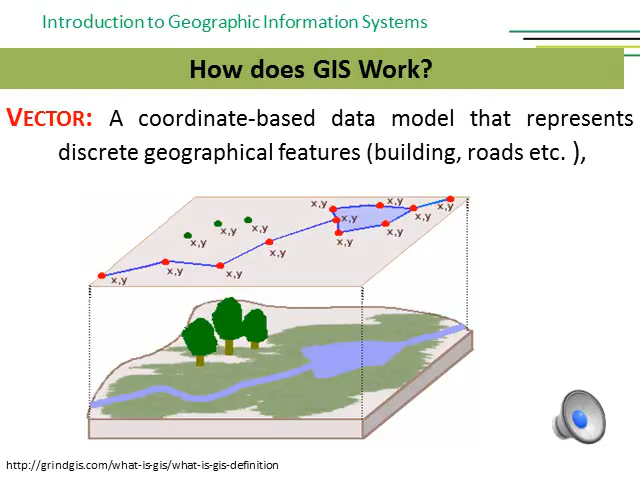 Introduction to Geographic Information Systems
How does GIS Work?
VECTOR: A coordinate-based data model that represents
discrete geographical features (building, roads etc. ),
x,y
x,y
x,y
x,y
x,y
x,y
x,y
x,y
x,y
x,y
x,y
x,y
x,y
x,y
http://grindgis.com/what-is-gis/what-is-gis-definition